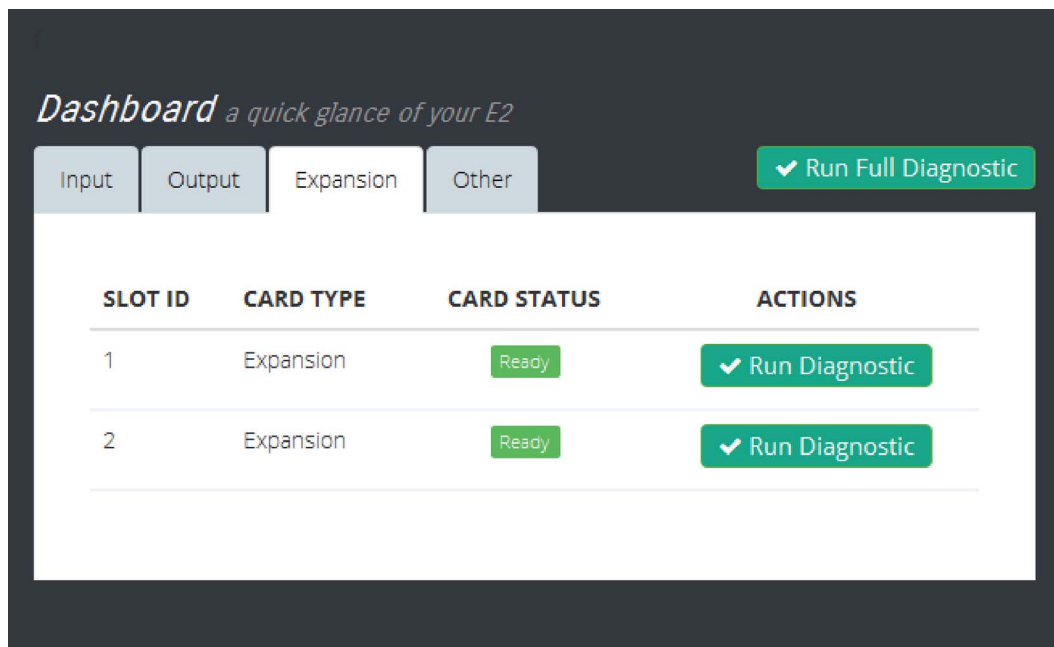 Dashboard a quick glance of your E2
Input Output Expansion Other Run Full Diagnostic
SLOT ID CARD TYPE CARD STATUS ACTIONS
1 Expansion Ready Run Diagnostic
2 Expansion Ready Run Diagnostic